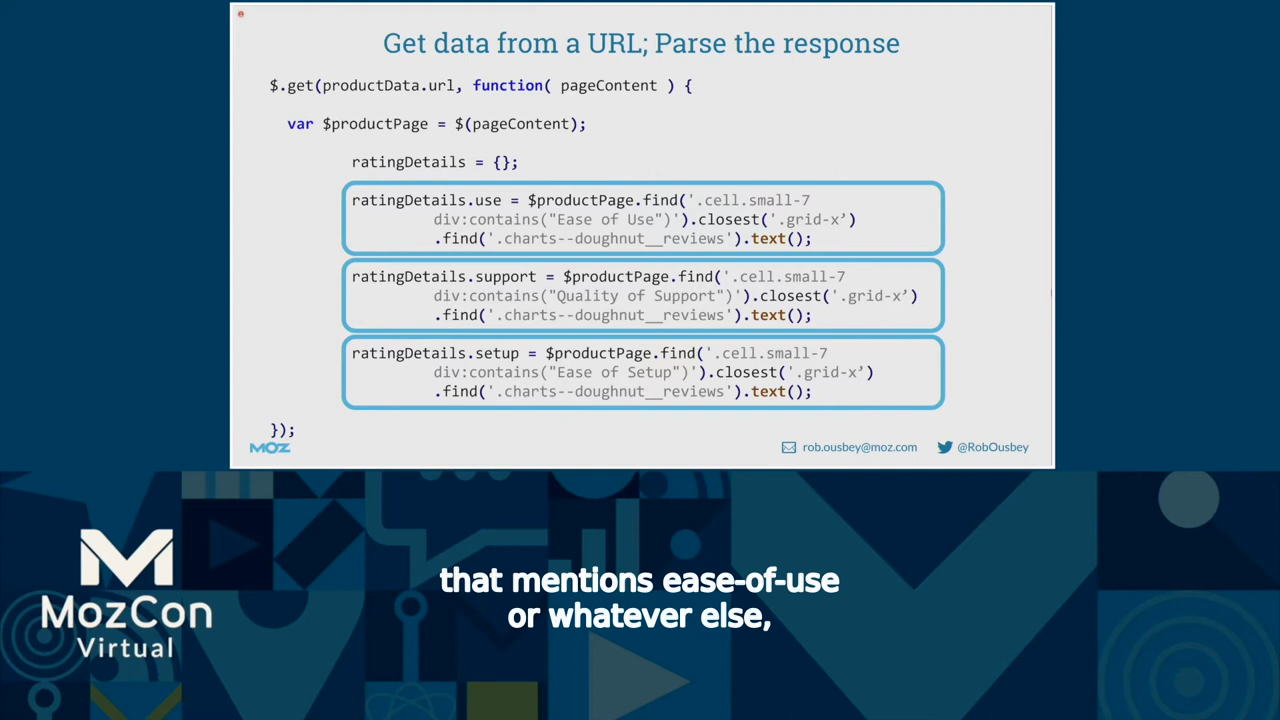 Get data from a URL; Parse the response
$.get(productData.url, function( pageContent ) {
var $productPage = $(pageContent);
ratingDetails = {};
ratingDetails.use = $productPage.find('.cell.small-7
div:contains("Ease of Use")').closest('.grid-x’)
.find('.charts--doughnut__reviews').text();
ratingDetails.support = $productPage.find('.cell.small-7
div:contains("Quality of Support")').closest('.grid-x’)
.find('.charts--doughnut__reviews').text();
ratingDetails.setup = $productPage.find('.cell.small-7
div:contains("Ease of Setup")').closest('.grid-x’)
.find('.charts--doughnut__reviews').text();
});
MOZ
rob.ousbey@moz.com
@RobOusbey
M
MozCon
Virtual
that mentions ease-of-use
or whatever else,